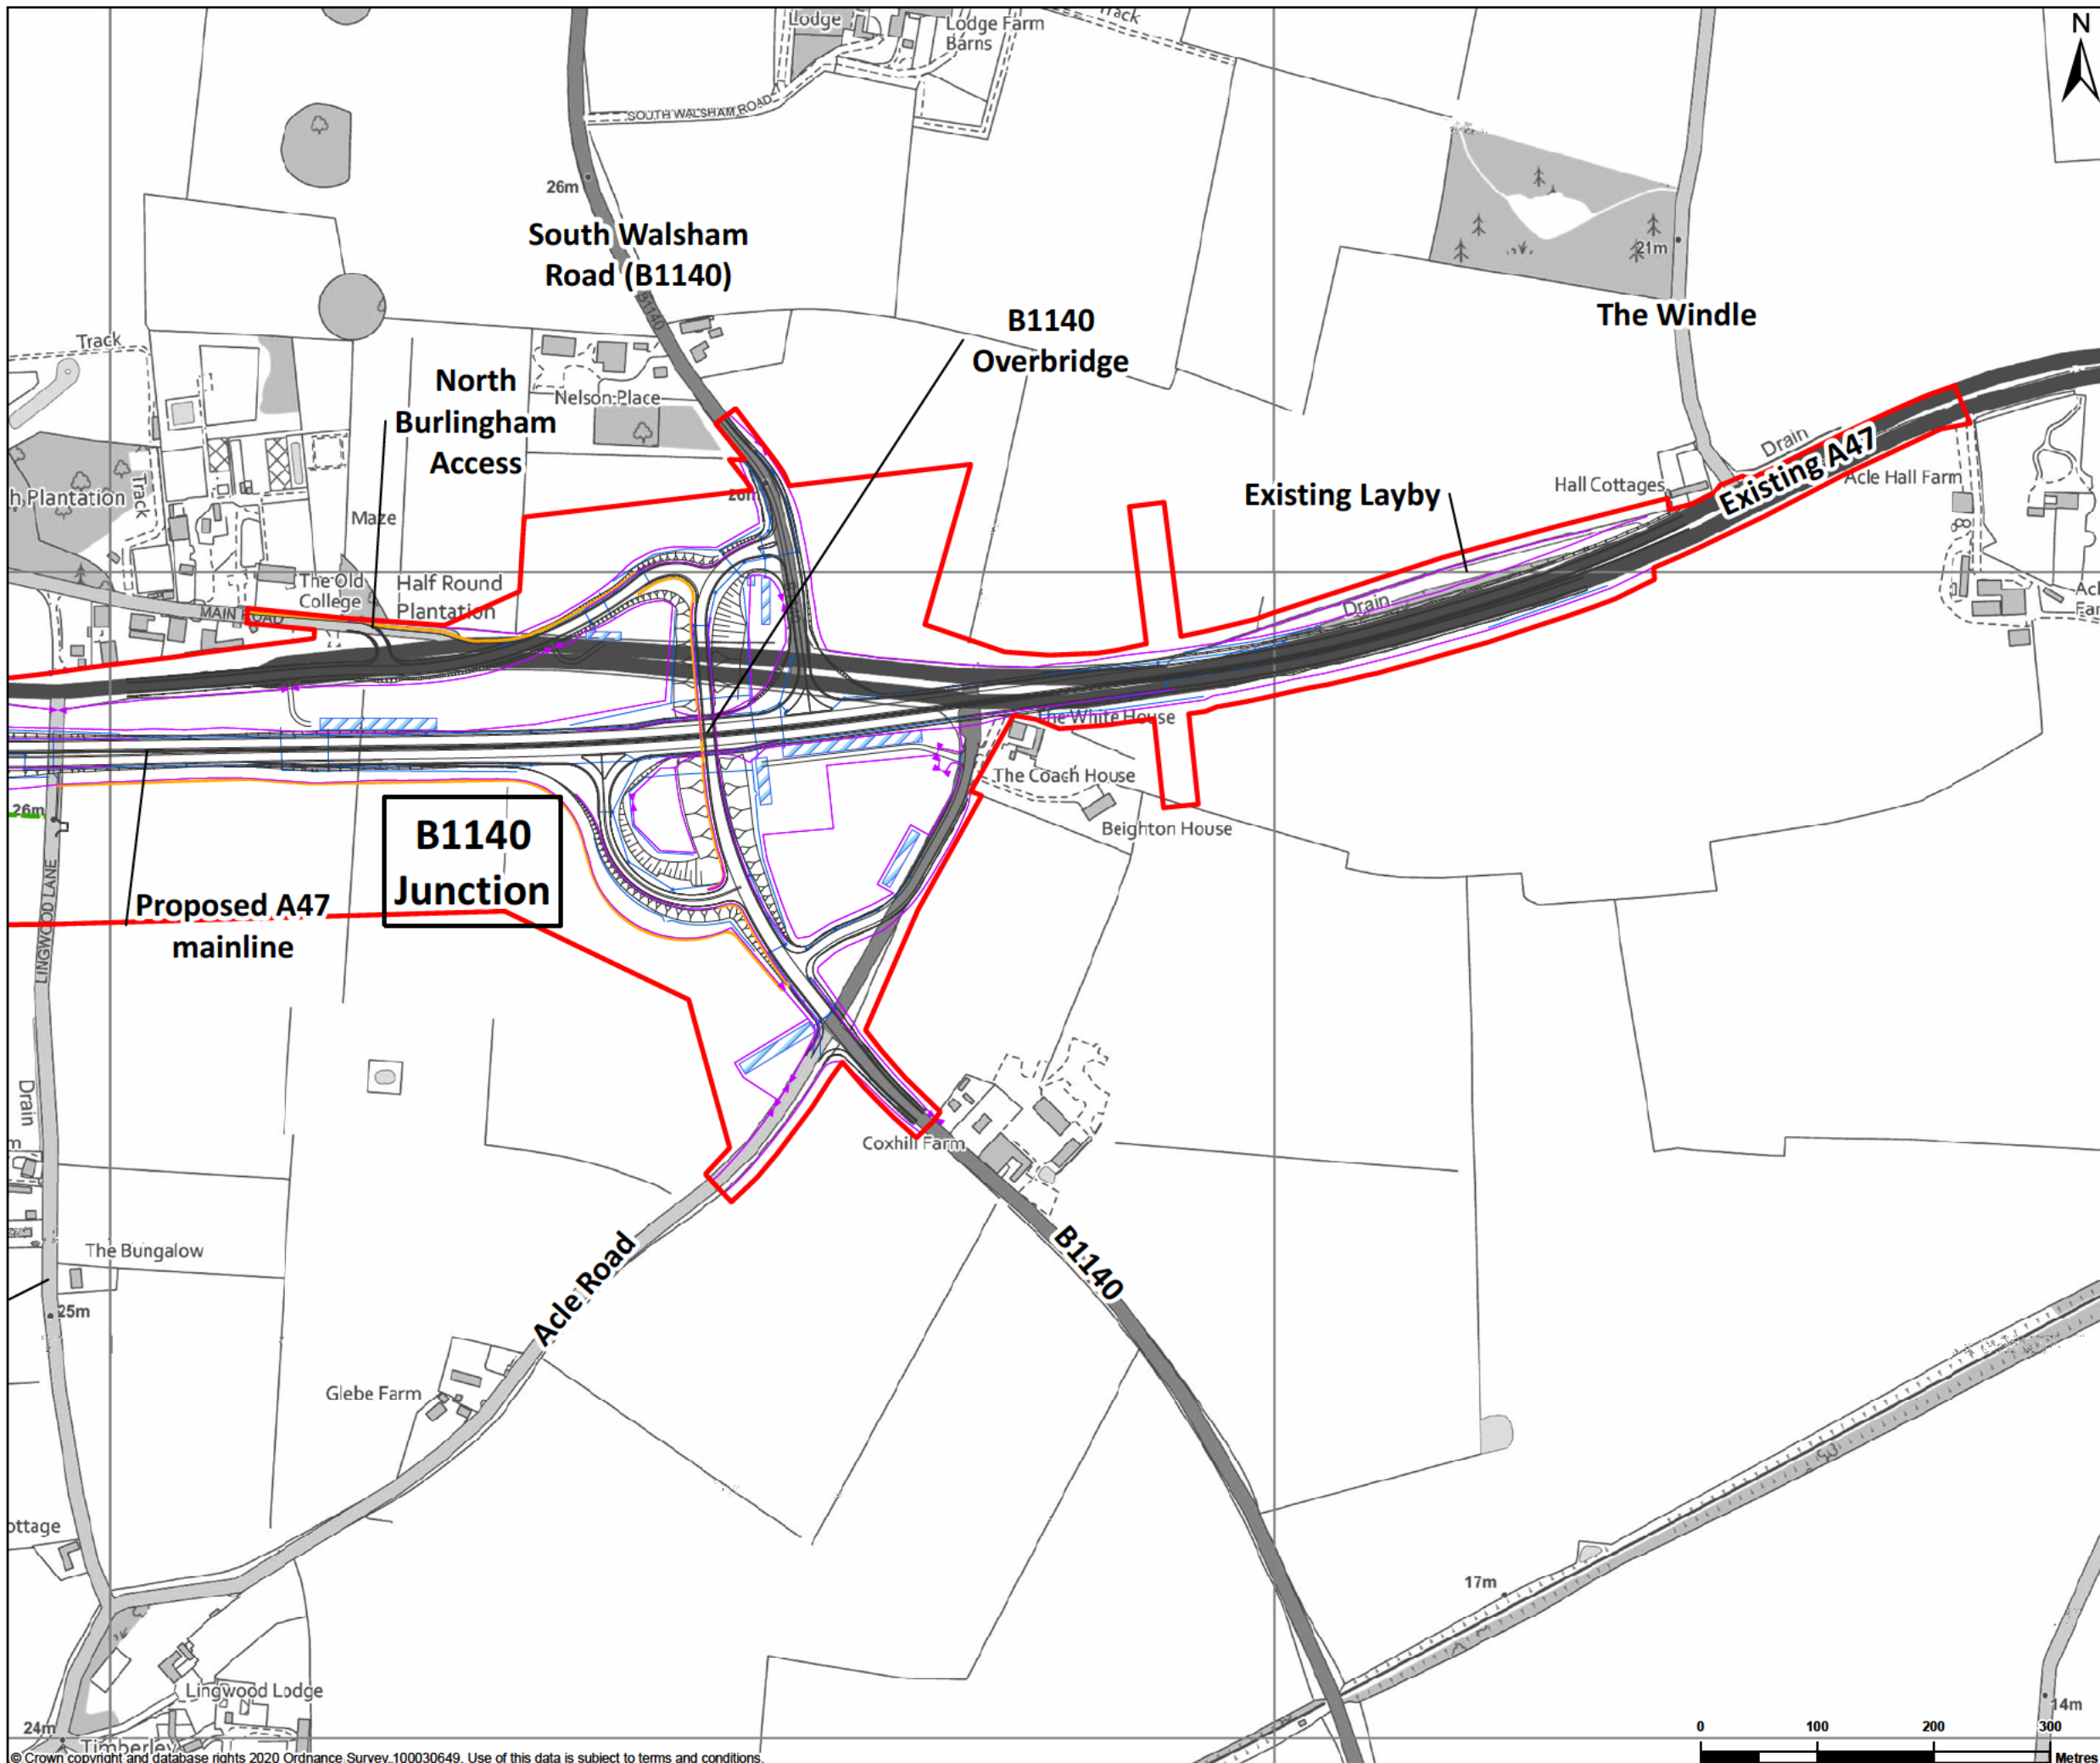 Lodge
Lodge Farm
Barns
Track
N
SOUTH WALSHAM ROAD
26m
South Walsham
Road (B1140)
B1140
21m
The Windle
B1140
Overbridge
Track
North
Burlingham
Access
Nelson Place
Drain
Existing A47
Acle Hall Farm
Hall Cottages
Existing Layby
h Plantation
Track
Maze
26m
The Old
College
Half Round
Plantation
MAIN ROAD
Drain
Acl
Far
The White House
The Coach House
Beighton House
26m
B1140
Junction
LINGWOOD LANE
Proposed A47
mainline
Drain
m
Coxhill Farm
The Bungalow
25m
Acle Road
B1140
Glebe Farm
ottage
17m
Lingwood Lodge
24m
Timberley
14m
0 100 200 300
Metres
© Crown copyright and database rights 2020 Ordnance Survey 100030649. Use of this data is subject to terms and conditions.